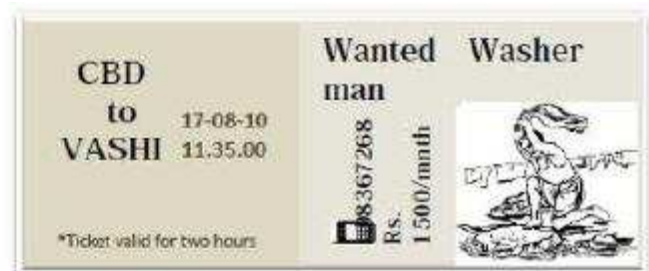 CBD
to
VASHI
17-08-10
11.35.00
*Ticket valid for two hours
Wanted Washer
man
98367268
Rs.
1500/mnth